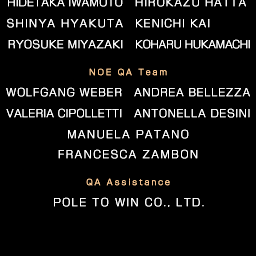 HIDETAKA IWAMOTO HIROKAZU HATTA
SHINYA HYAKUTA KENICHI KAI
RYOSUKE MIYAZAKI KOHARU HUKAMACHI
NOE QA Team
WOLFGANG WEBER ANDREA BELLEZZA
VALERIA CIPOLLETTI ANTONELLA DESINI
MANUELA PATANO
FRANCESCA ZAMBON
QA Assistance
POLE TO WIN CO., LTD.